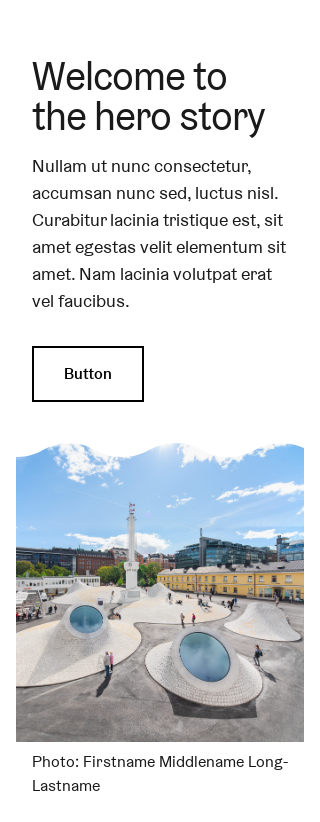 Welcome to
the hero story
Nullam ut nunc consectetur,
accumsan nunc sed, luctus nisl.
Curabitur lacinia tristique est, sit
amet egestas velit elementum sit
amet. Nam lacinia volutpat erat
vel faucibus.
Button
Photo: Firstname Middlename Long-
Lastname